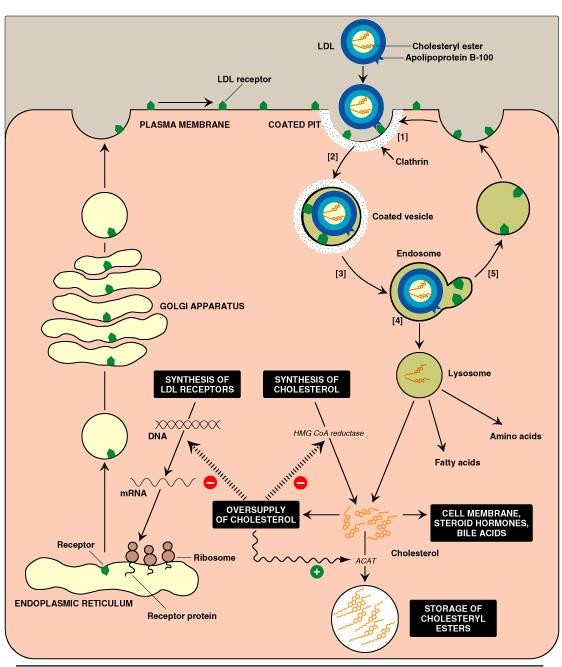 LDL
Cholesteryl ester
Apolipoprotein B-100
LDL receptor
PLASMA MEMBRANE
COATED PIT
[1]
[2]
Clathrin
Coated vesicle
Endosome
[3]
[5]
[4]
GOLGI APPARATUS
Lysosome
SYNTHESIS OF
LDL RECEPTORS
SYNTHESIS OF
CHOLESTEROL
DNA
HMG CoA reductase
Amino acids
Fatty acids
mRNA
OVERSUPPLY
OF CHOLESTEROL
CELL MEMBRANE,
STEROID HORMONES,
BILE ACIDS
Receptor
Ribosome
Cholesterol
ACAT
ENDOPLASMIC RETICULUM
Receptor protein
STORAGE OF
CHOLESTERYL
ESTERS